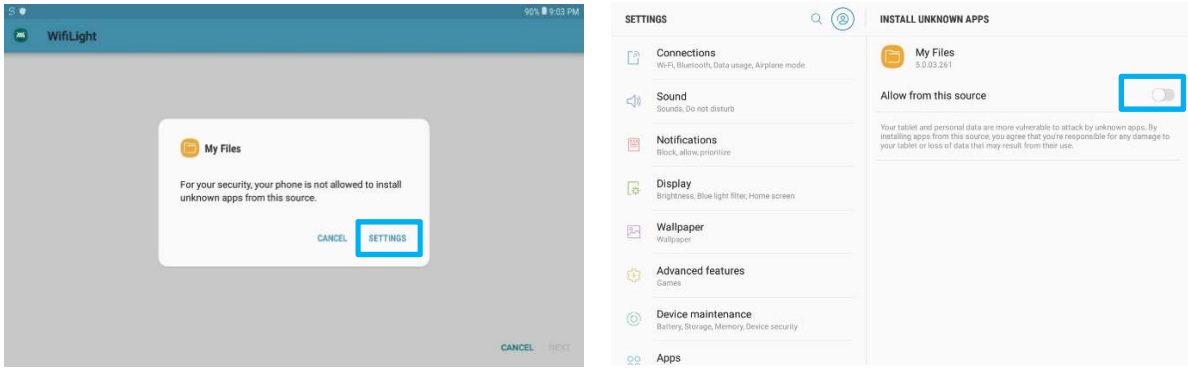 90% 9:03 PM
WifiLight
My Files
For your security, your phone is not allowed to install
unknown apps from this source.
CANCEL SETTINGS
CANCEL NEXT
SETTINGS
Connections
Wi-Fi, Bluetooth, Data usage, Airplane mode
Sound
Sounds, Do not disturb
Notifications
Block, allow, prioritize
Display
Brightness, Blue light filter, Home screen
Wallpaper
Wallpaper
Advanced features
Games
Device maintenance
Battery, Storage, Memory, Device security
Apps
INSTALL UNKNOWN APPS
My Files
5.0.03.261
Allow from this source
Your tablet and personal data are more vulnerable to attack by unknown apps. By
installing apps from this source, you agree that you're responsible for any damage to
your tablet or loss of data that may result from their use.